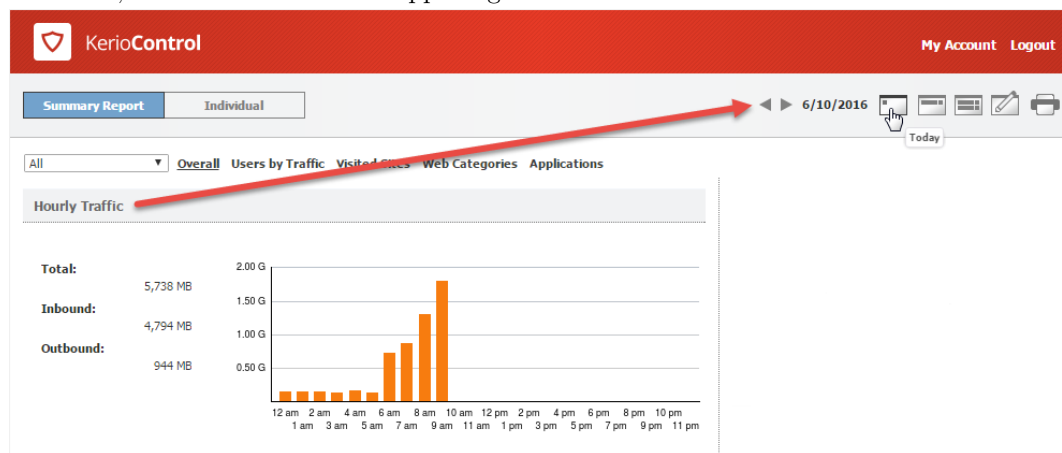 KerioControl
My Account Logout
Summary Report Individual
6/10/2016
Today
All Overall Users by Traffic Visited Sites Web Categories Applications
Hourly Traffic
Total:
5,738 MB
Inbound:
4,794 MB
Outbound:
944 MB
2.00 G
1.50 G
1.00 G
0.50 G
12 am 2 am 4 am 6 am 8 am 10 am 12 pm 2 pm 4 pm 6 pm 8 pm 10 pm
1 am 3 am 5 am 7 am 9 am 11 am 1 pm 3 pm 5 pm 7 pm 9 pm 11 pm